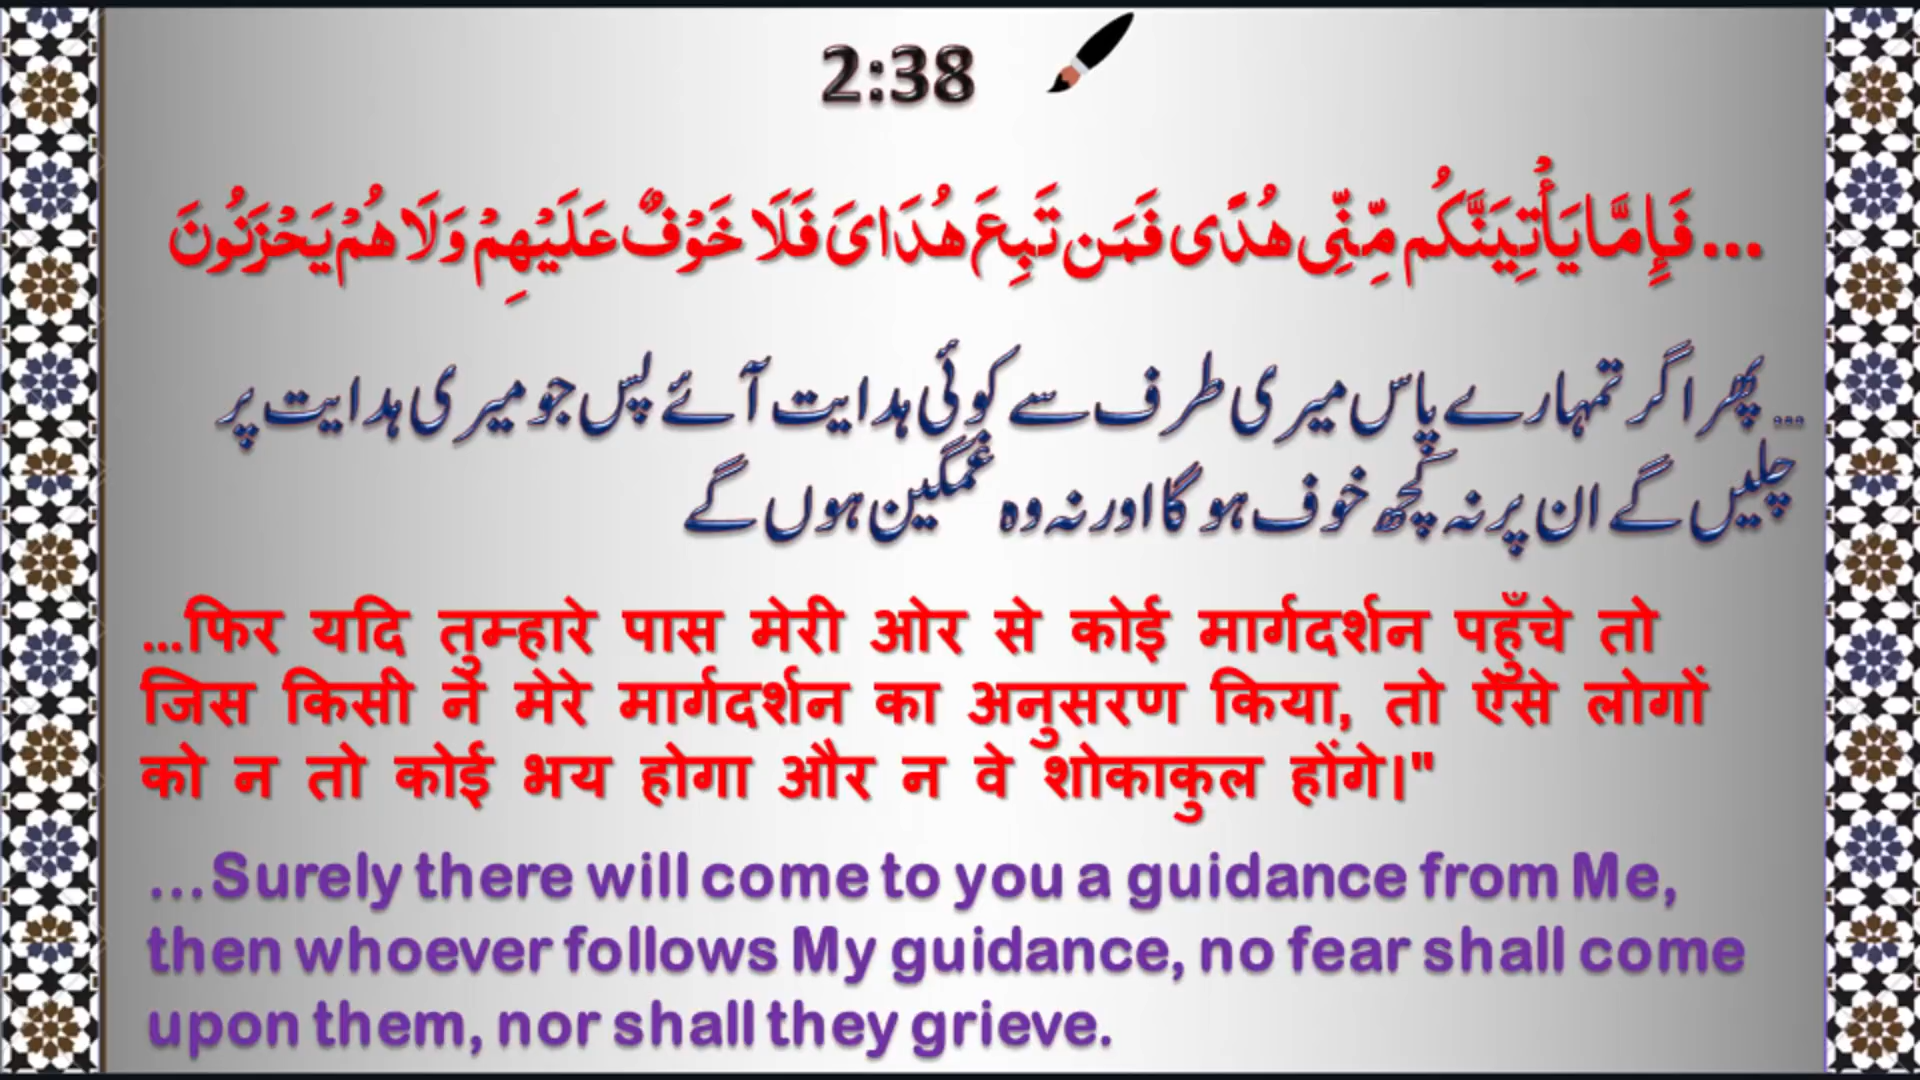 2:38
...فَإِمَّا يَأْتِيَنَّكُم مِّنِّى هُدًى فَمَن تَبِعَ هُدَاىَ فَلَا خَوْفٌ عَلَيْهِمْ وَلَا هُمْ يَحْزَنُونَ
... پھر اگر تمہارے پاس میری طرف سے کوئی ہدایت آئے پس جو میری ہدایت پر
چلیں گے ان پر نہ کچھ خوف ہو گا اور نہ وہ غمگین ہوں گے
...फिर यदि तुम्हारे पास मेरी ओर से कोई मार्गदर्शन पहुँचे तो
जिस किसी ने मेरे मार्गदर्शन का अनुसरण किया, तो ऐसे लोगों
को न तो कोई भय होगा और न वे शोकाकुल होंगे।"
...Surely there will come to you a guidance from Me,
then whoever follows My guidance, no fear shall come
upon them, nor shall they grieve.